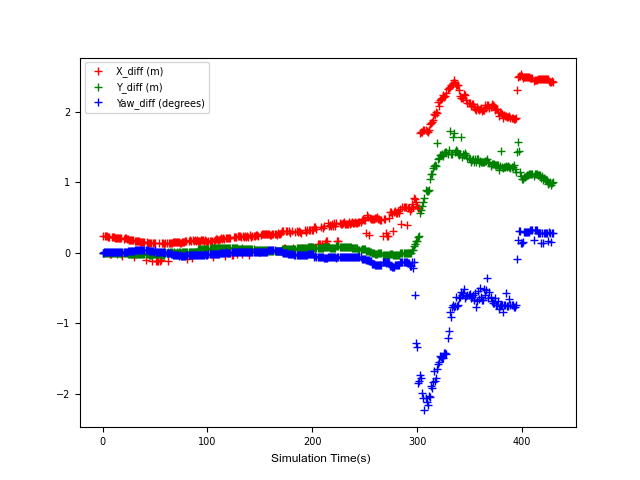 X_diff (m)
Y_diff (m)
Yaw_diff (degrees)
2
1
0
−1
−2
0
100
200
300
400
Simulation Time(s)